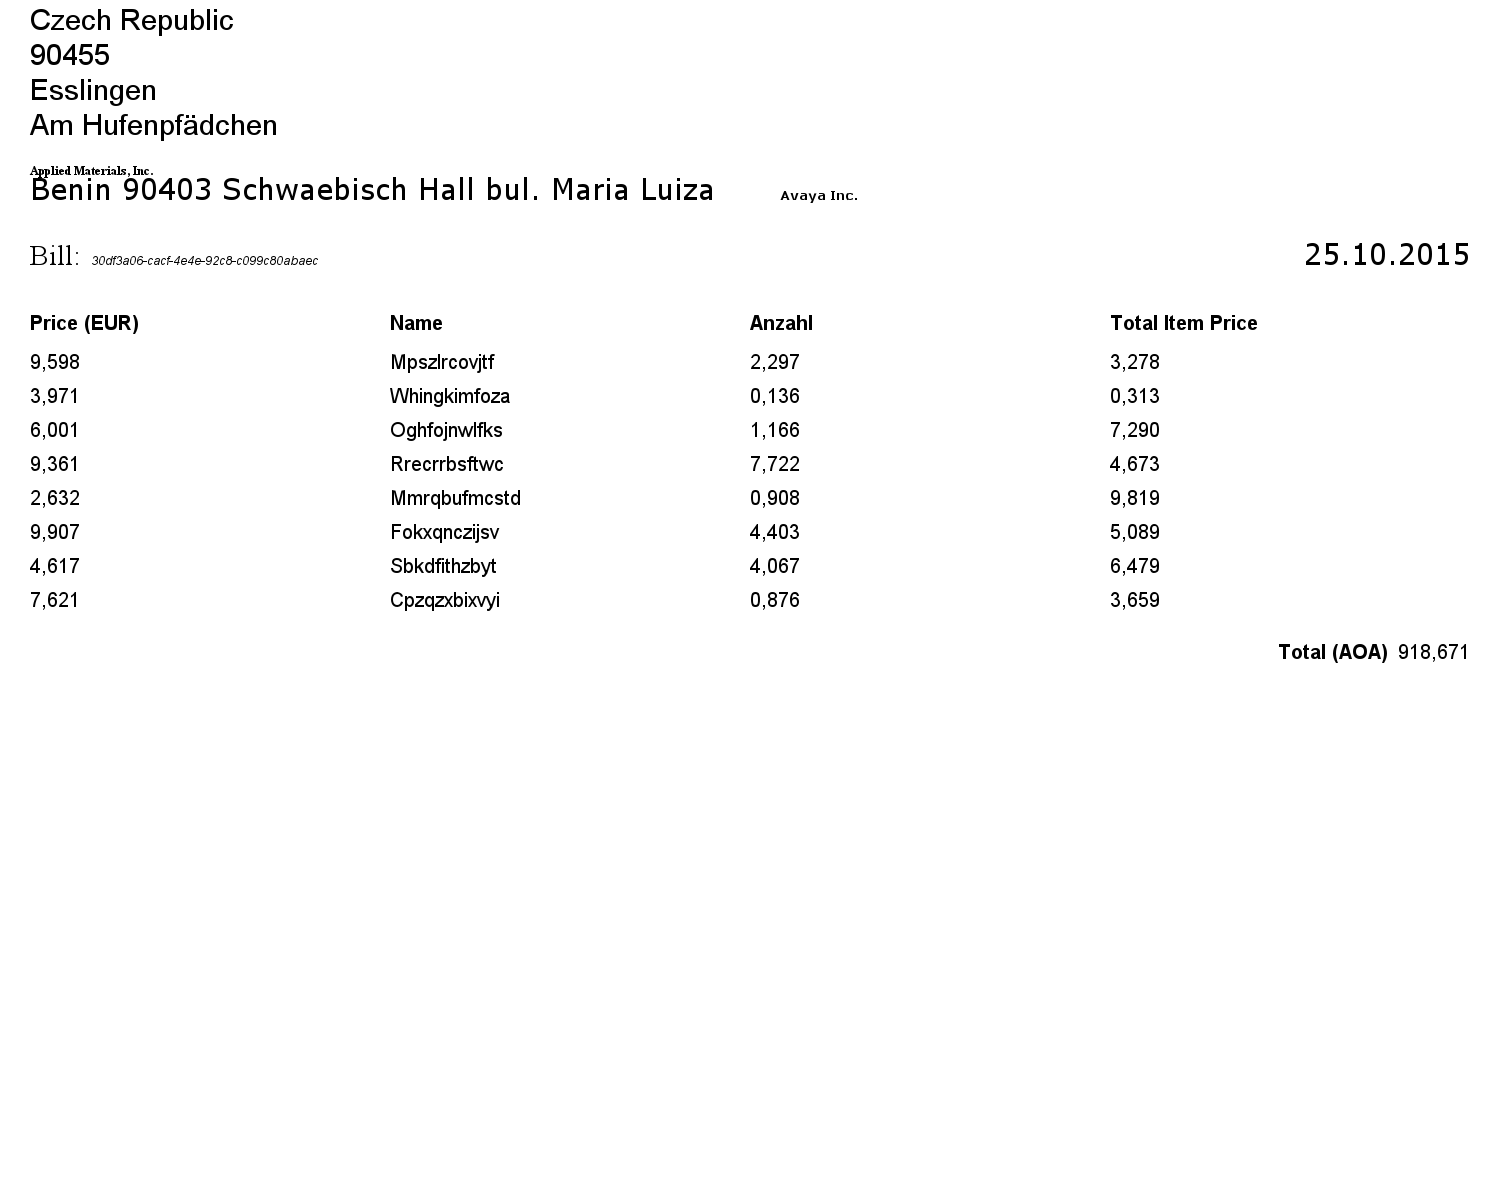 Czech Republic
90455
Esslingen
Am Hufenpfädchen
Applied Materials, Inc.
Benin 90403 Schwaebisch Hall bul. Maria Luiza Avaya Inc.
Bill: 30df3a06-cacf-4e4e-92c8-c099c80abaec 25.10.2015
Price (EUR) Name Anzahl Total Item Price
9,598 Mpszlrcovjtf 2,297 3,278
3,971 Whingkimfoza 0,136 0,313
6,001 Oghfojnwlfks 1,166 7,290
9,361 Rrecrrbsftwc 7,722 4,673
2,632 Mmrqbufmcstd 0,908 9,819
9,907 Fokxqnczijsv 4,403 5,089
4,617 Sbkdfithzbyt 4,067 6,479
7,621 Cpzqzxbixvyi 0,876 3,659
Total (AOA) 918,671